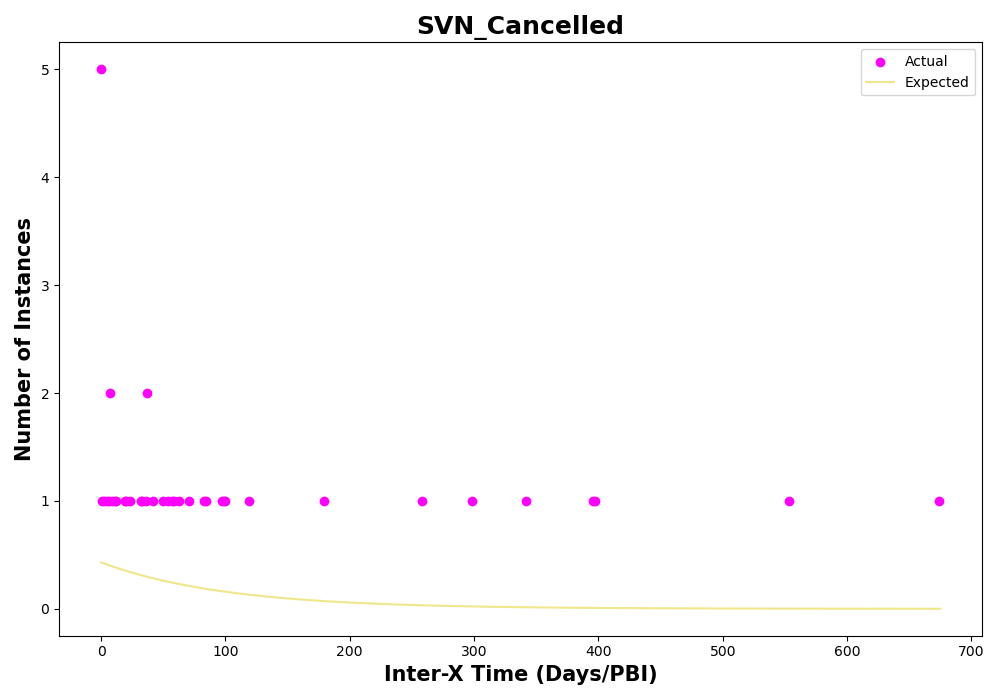 SVN_Cancelled
Actual
Expected
Number of Instances
5
4
3
2
1
0
0 100 200 300 400 500 600 700
Inter-X Time (Days/PBI)